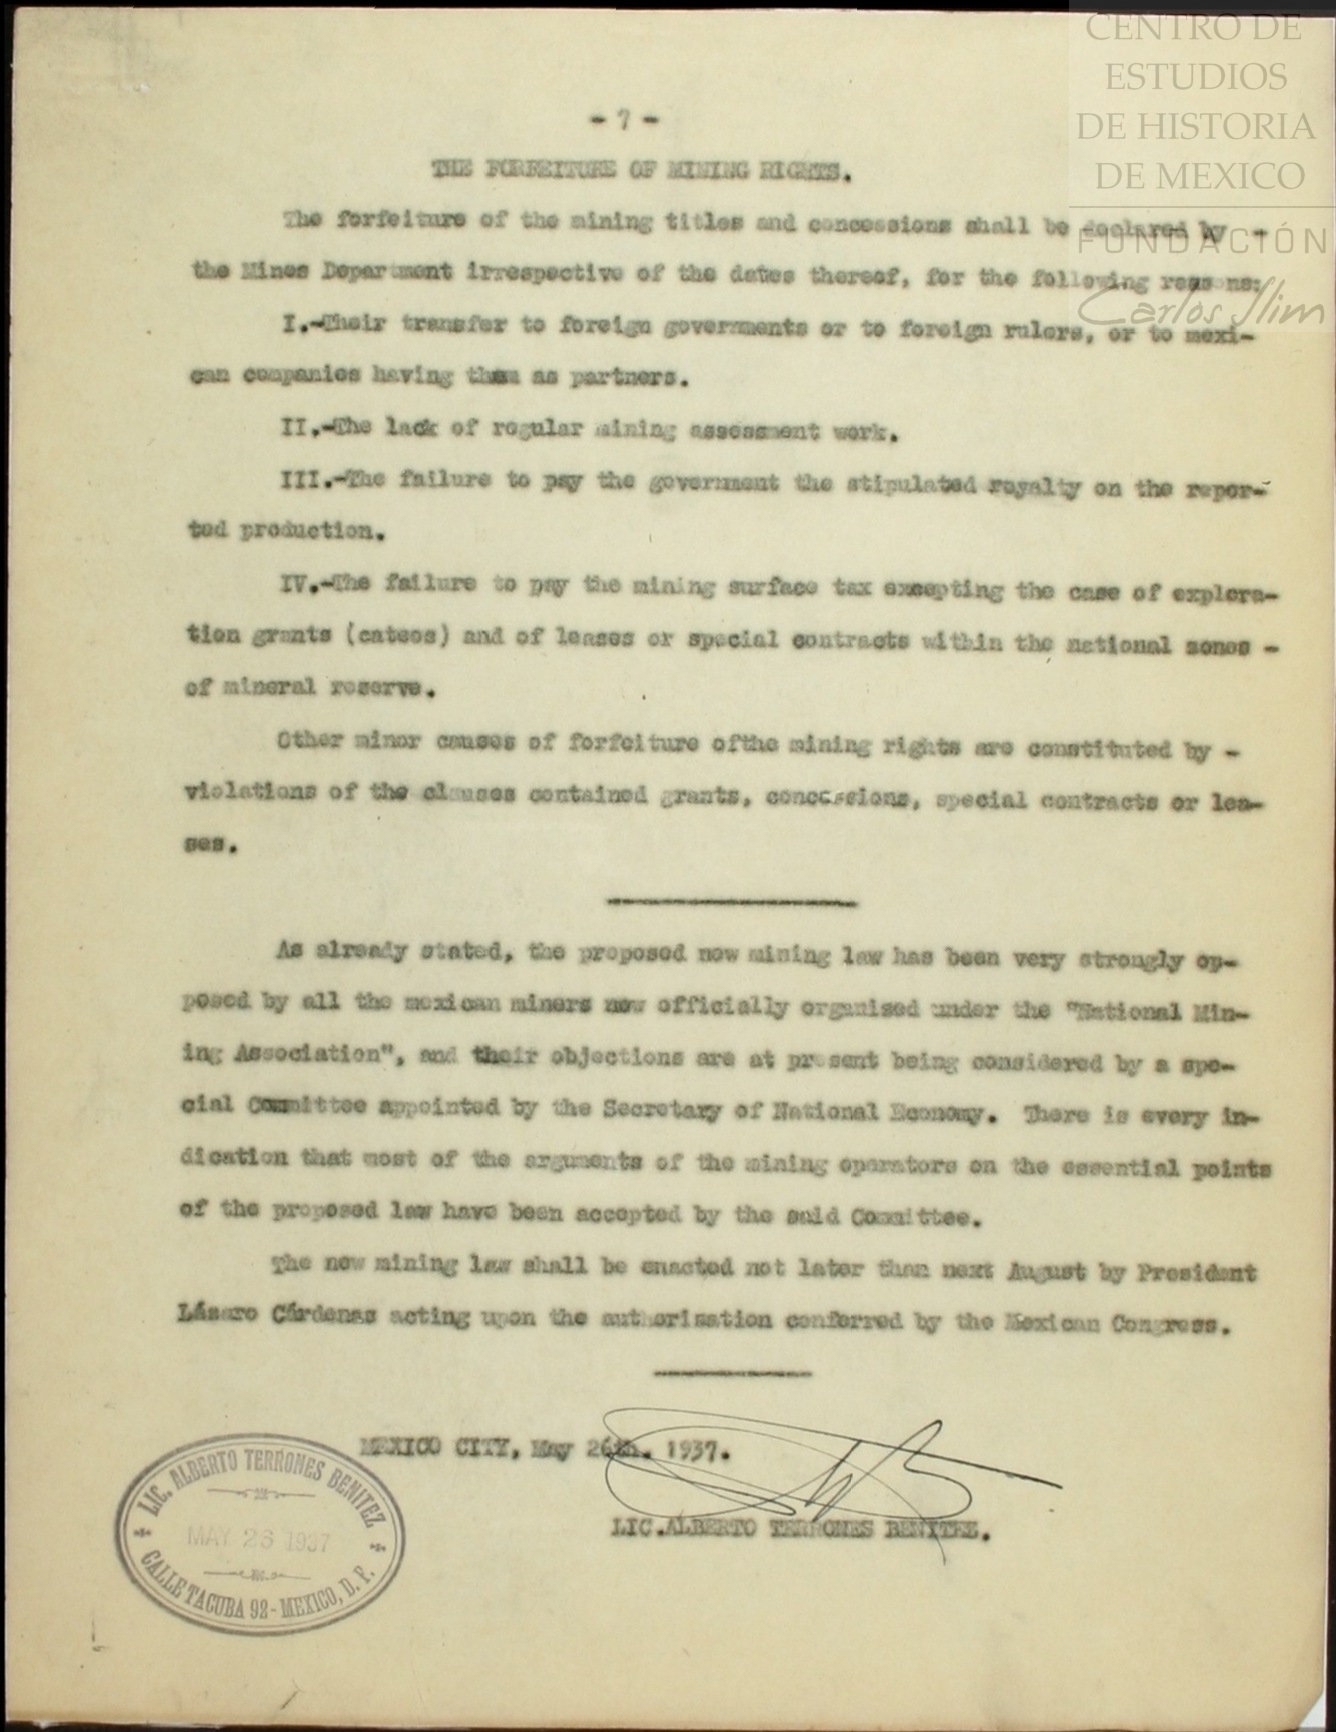 CENTRO DE
ESTUDIOS
DE HISTORIA
DE MEXICO
FUNDACIÓN
Carlos Slim
- 7 -
THE FORFEITURE OF MINING RIGHTS.
The forfeiture of the mining titles and concessions shall be declared by -
the Mines Department irrespective of the dates thereof, for the following reasons:
I.-Their transfer to foreign governments or to foreign rulers, or to mexi-
can companies having them as partners.
II.-The lack of regular mining assessment work.
III.-The failure to pay the government the stipulated royalty on the repor-
ted production.
IV.-The failure to pay the mining surface tax excepting the case of explora-
tion grants (cateos) and of leases or special contracts within the national zones -
of mineral reserve.
Other minor causes of forfeiture ofthe mining rights are constituted by -
violations of the clauses contained grants, concessions, special contracts or lea-
ses.
As already stated, the proposed new mining law has been very strongly op-
posed by all the mexican miners now officially organized under the "National Min-
ing Association", and their objections are at present being considered by a spe-
cial Committee appointed by the Secretary of National Economy. There is every in-
dication that most of the arguments of the mining operators on the essential points
of the proposed law have been accepted by the said Committee.
The new mining law shall be enacted not later than next August by President
Lázaro Cárdenas acting upon the authorization conferred by the Mexican Congress.
MEXICO CITY, May 26th. 1937.
LIC.ALBERTO TERRONES BENITEZ.
LIC. ALBERTO TERRONES BENITEZ
MAY 26 1937
CALLE TACUBA 92-MEXICO, D. F.